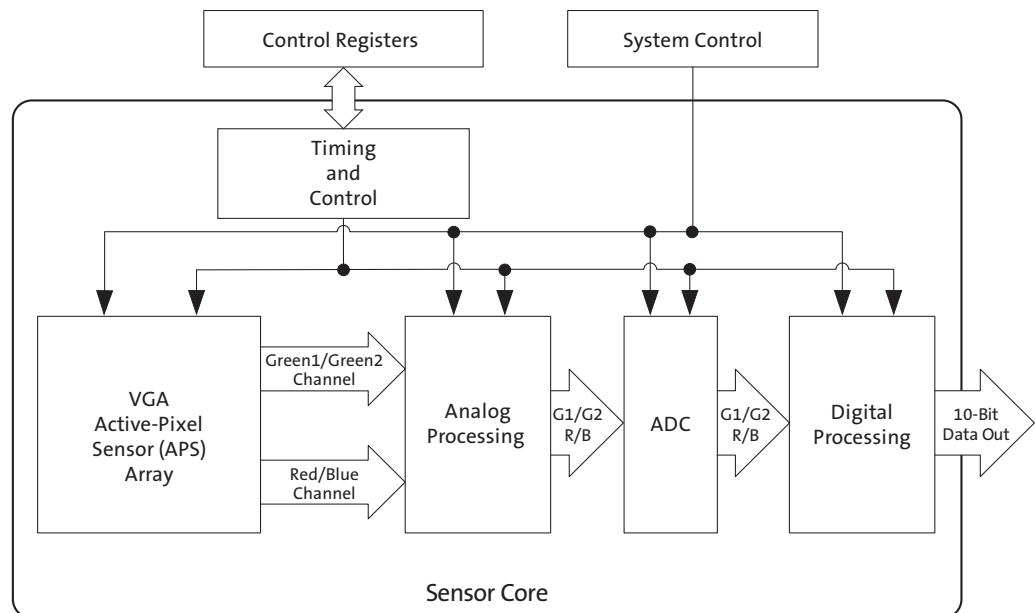 Control Registers
System Control
Timing
and
Control
VGA
Active-Pixel
Sensor (APS)
Array
Green1/Green2
Channel
Red/Blue
Channel
Analog
Processing
G1/G2
R/B
ADC
G1/G2
R/B
Digital
Processing
10-Bit
Data Out
Sensor Core